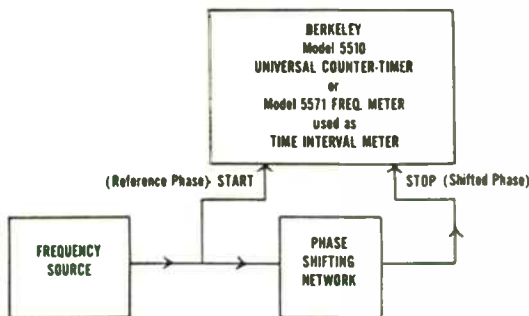 BERKELEY
Model 5510
UNIVERSAL COUNTER-TIMER
or
Model 5571 FREQ. METER
used as
TIME INTERVAL METER
(Reference Phase) START
STOP (Shifted Phase)
FREQUENCY
SOURCE
PHASE
SHIFTING
NETWORK